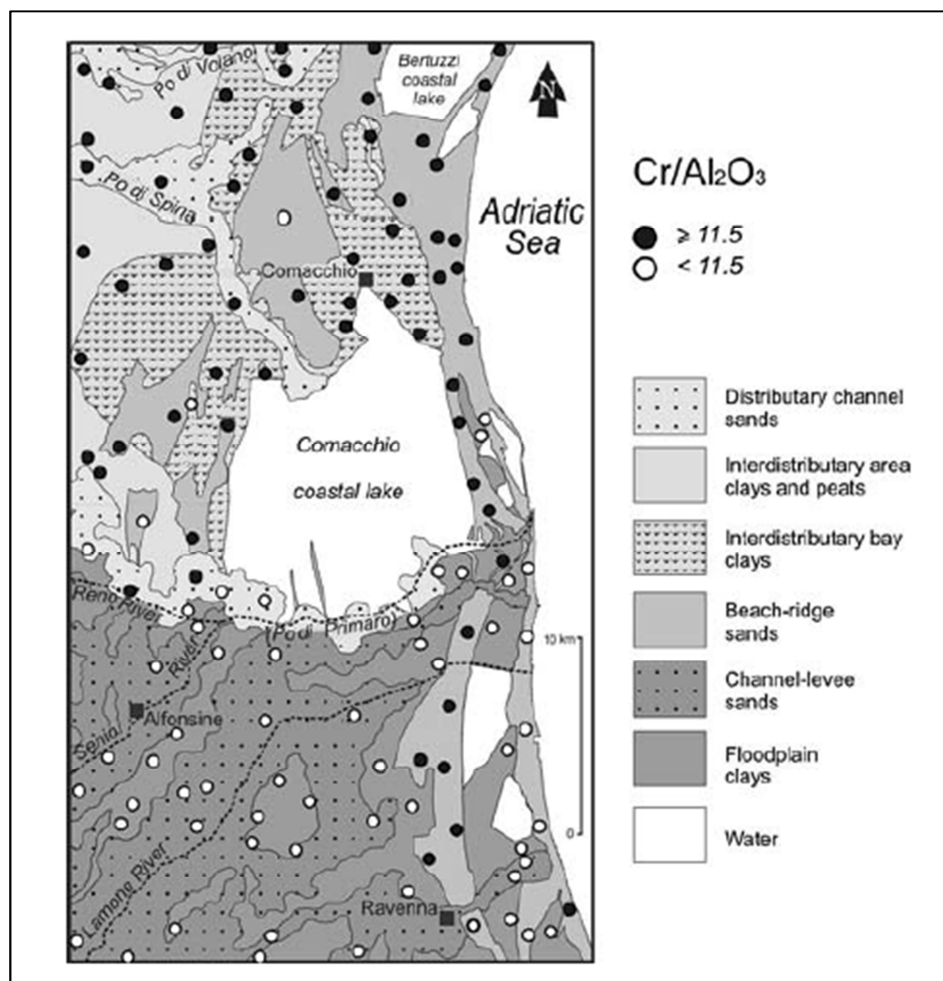 Po di Volano
Bertuzzi
coastal
lake
N
Po di Spina
Adriatic
Sea
Comacchio
Comacchio
coastal lake
Reno River
(Po di Primaro)
10 km
Senio River
Alfonsine
0
Lamone River
Ravenna
Cr/Al₂O₃
⩾ 11.5
< 11.5
Distributary channel
sands
Interdistributary area
clays and peats
Interdistributary bay
clays
Beach-ridge
sands
Channel-levee
sands
Floodplain
clays
Water